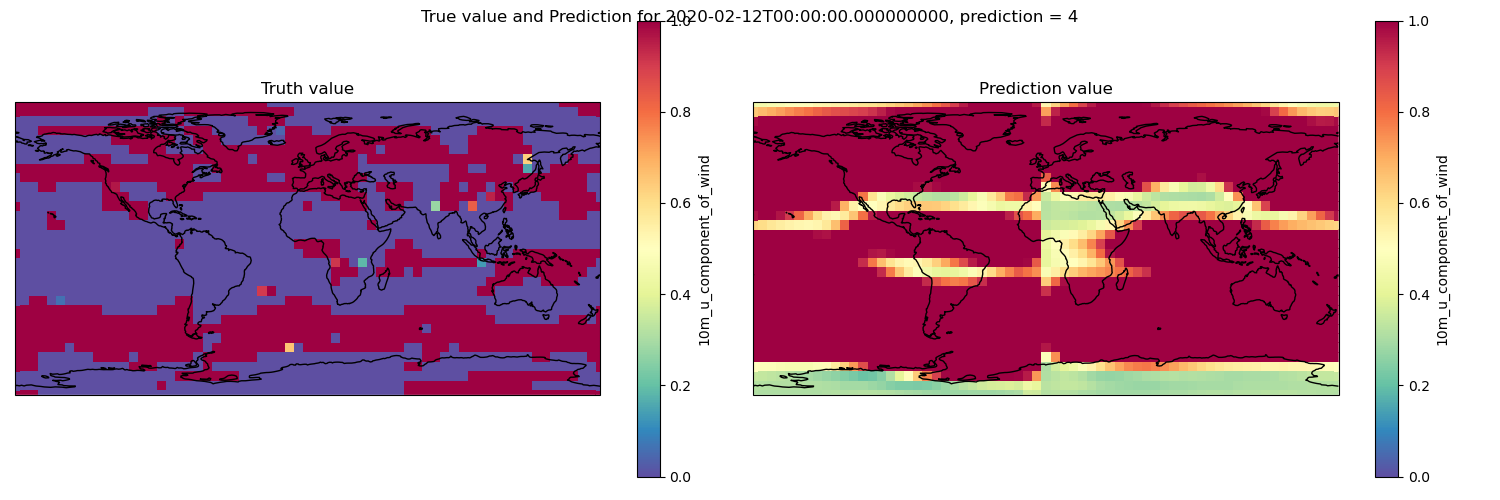 True value and Prediction for 2020-02-12T00:00:00.000000000, prediction = 4
Truth value
Prediction value
1.0
0.8
0.6
0.4
0.2
0.0
10m_u_component_of_wind
1.0
0.8
0.6
0.4
0.2
0.0
10m_u_component_of_wind